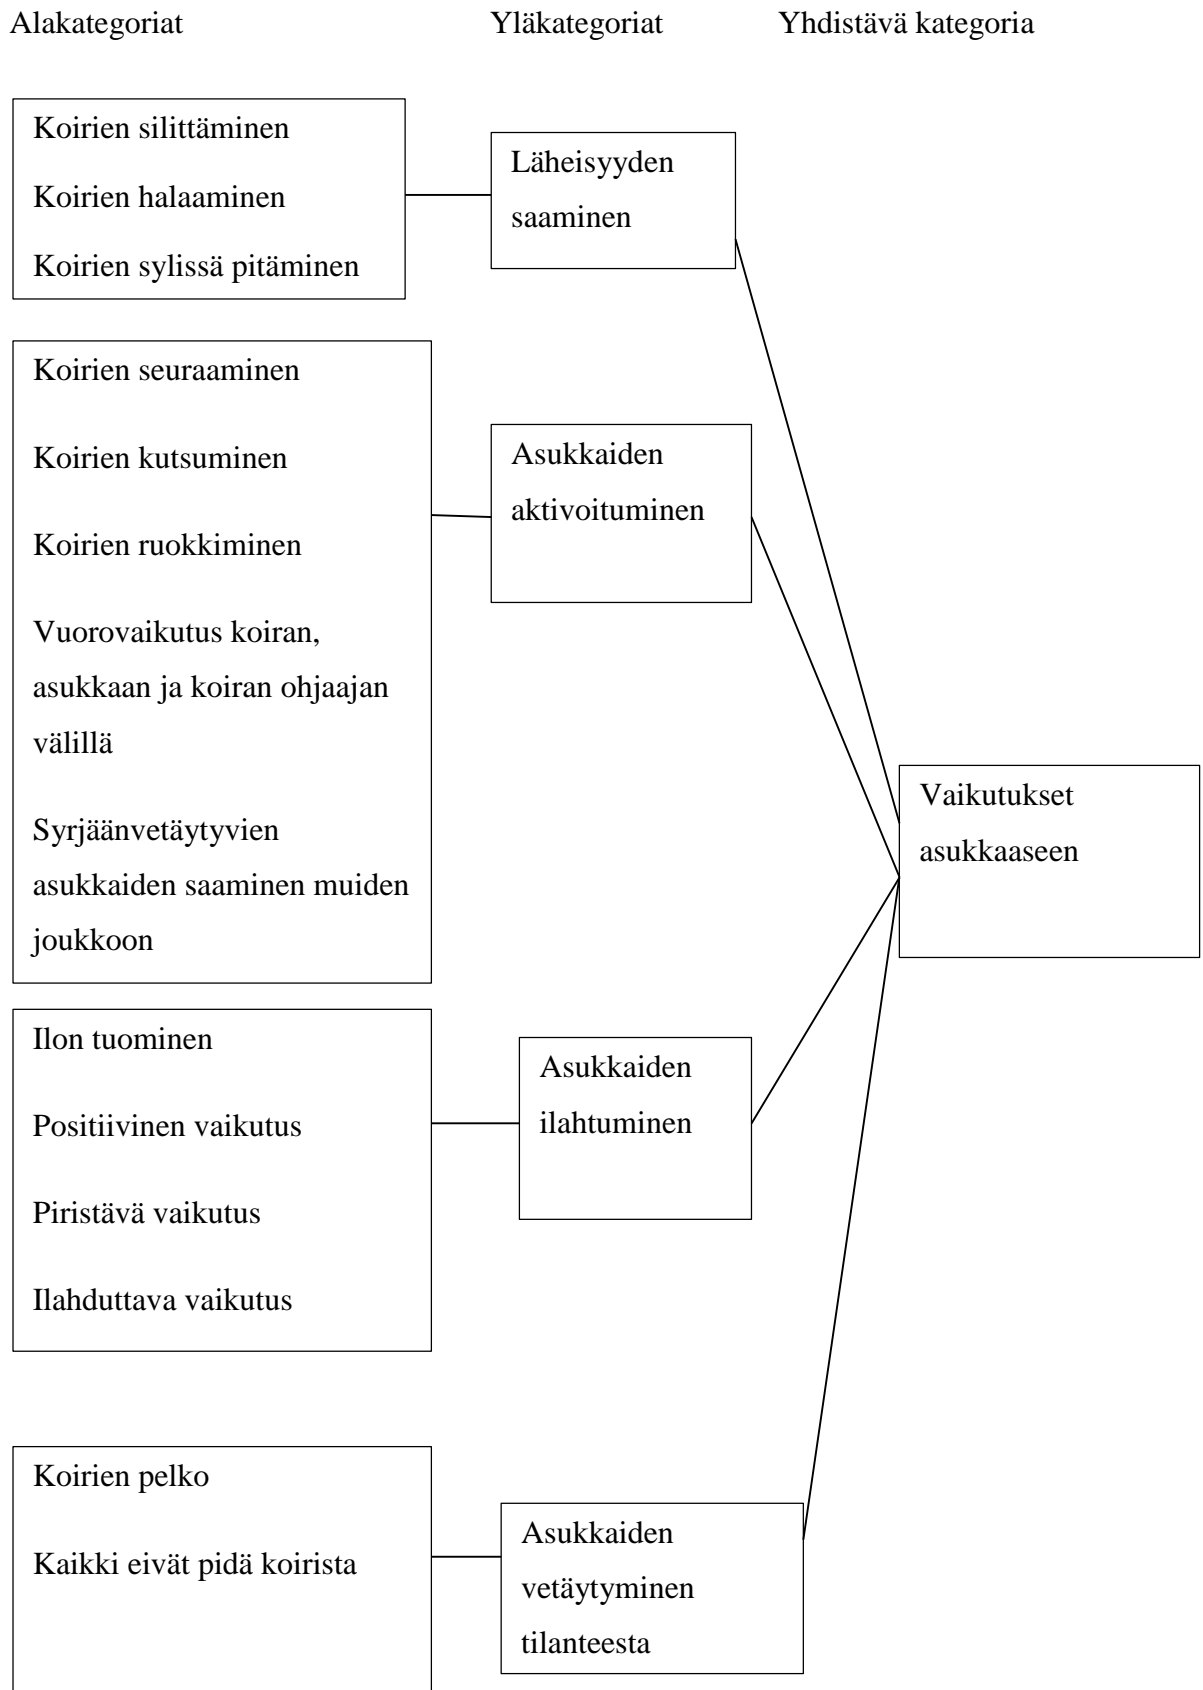 Alakategoriat
Yläkategoriat
Yhdistävä kategoria
Koirien silittäminen
Koirien halaaminen
Koirien sylissä pitäminen
Läheisyyden
saaminen
Koirien seuraaminen
Koirien kutsuminen
Koirien ruokkiminen
Vuorovaikutus koiran,
asukkaan ja koiran ohjaajan
välillä
Syrjäänvetäytyvien
asukkaiden saaminen muiden
joukkoon
Asukkaiden
aktivoituminen
Vaikutukset
asukkaaseen
Ilon tuominen
Positiivinen vaikutus
Piristävä vaikutus
Ilahduttava vaikutus
Asukkaiden
ilahtuminen
Koirien pelko
Kaikki eivät pidä koirista
Asukkaiden
vetäytyminen
tilanteesta